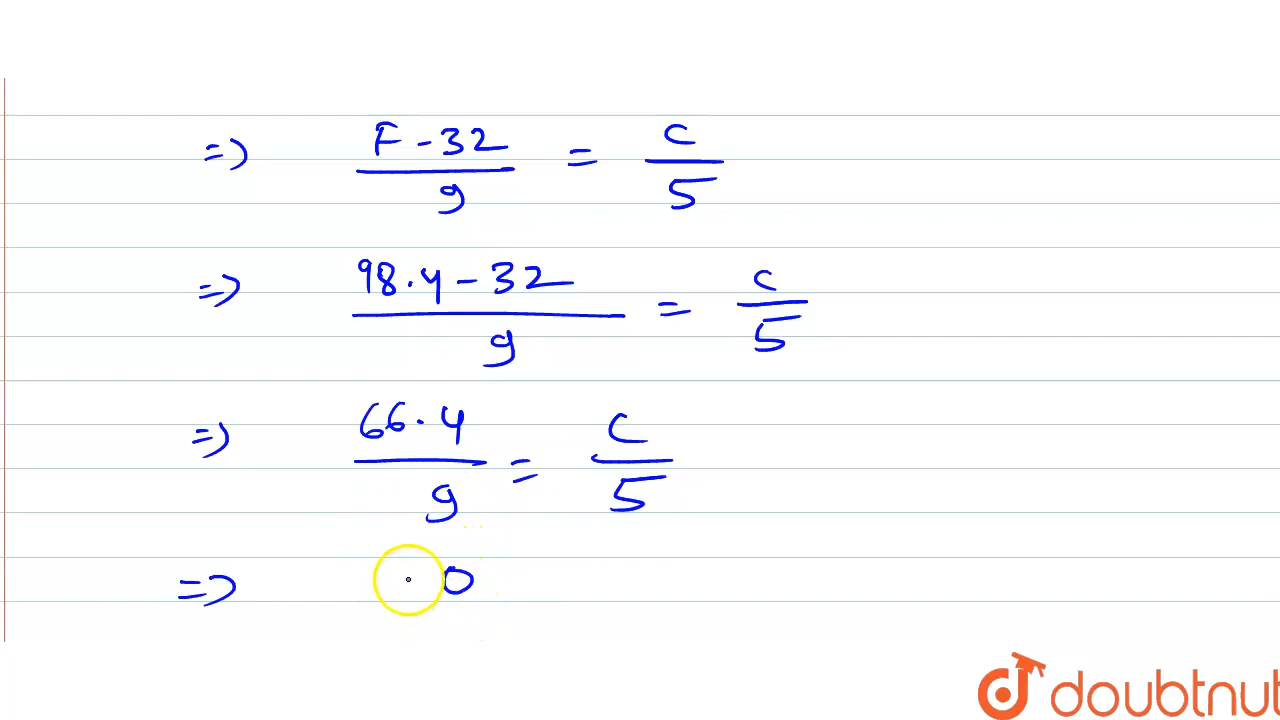 => F - 32 / 9 = C / 5
=> 98.4 - 32 / 9 = C / 5
=> 66.4 / 9 = C / 5
=> 0
doubtnut